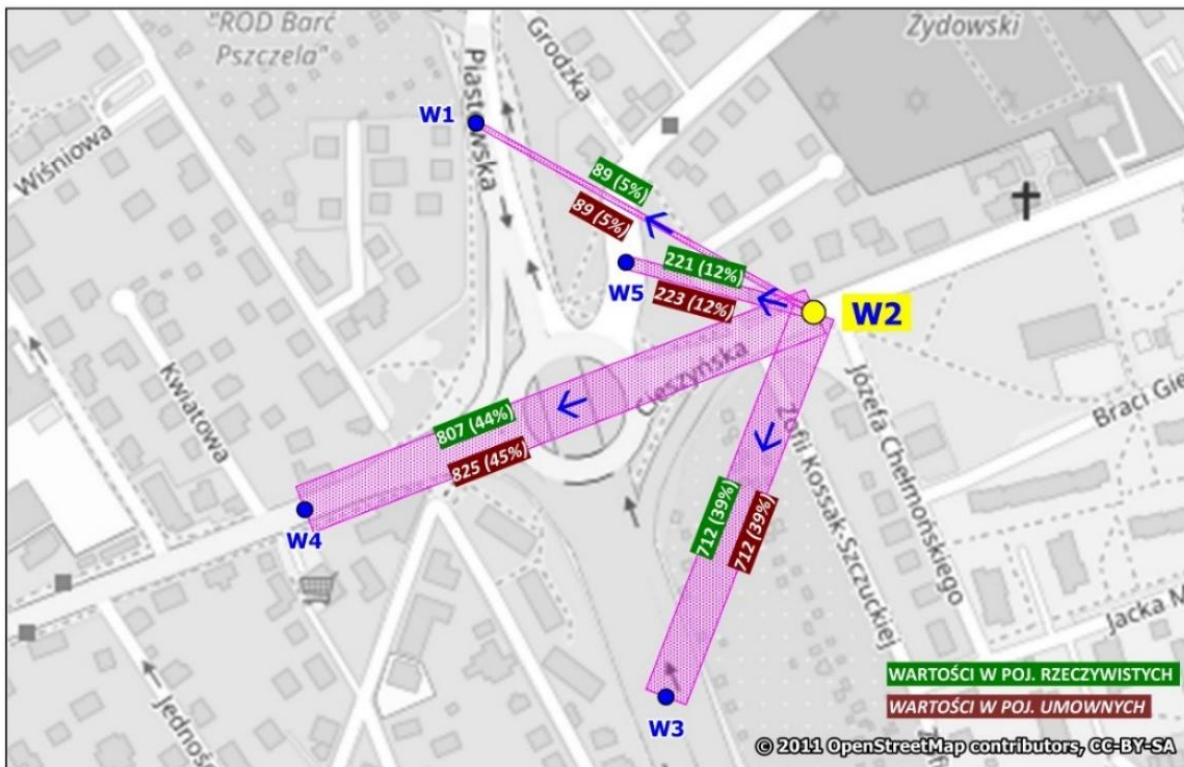 "ROD Barć
Pszczela"
Wiśniowa
W1
Piastowska
Grodzka
Żydowski
89 (5%)
89 (5%)
221 (12%)
223 (12%)
W5
W2
Cieszyńska
Kwiatowa
807 (44%)
825 (45%)
W4
712 (39%)
712 (39%)
Zofii Kossak-Szczuckiej
Józefa Chełmońskiego
Braci Gie
Jacka M
Jednośc
W3
WARTOŚCI W POJ. RZECZYWISTYCH
WARTOŚCI W POJ. UMOWNYCH
© 2011 OpenStreetMap contributors, CC-BY-SA